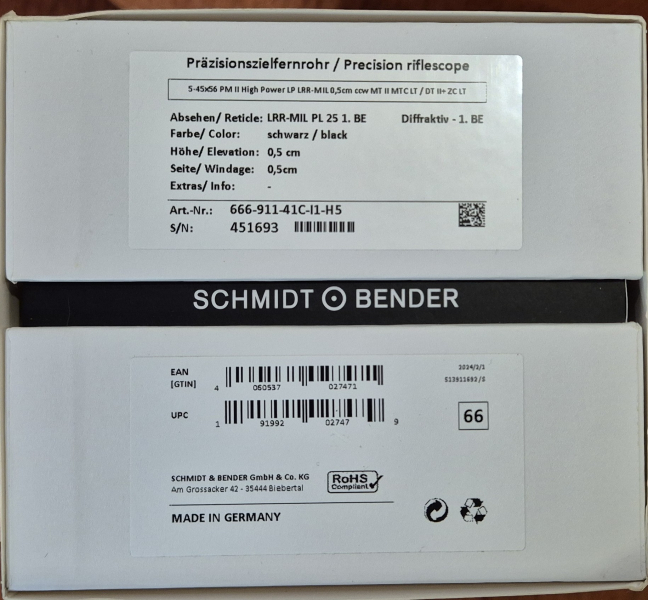 Präzisionszielfernrohr / Precision riflescope
5-45x56 PM II High Power LP LRR-MIL 0,5cm ccw MT II MTC LT / DT II+ ZC LT
Absehen/ Reticle: LRR-MIL PL 25 1. BE Diffraktiv - 1. BE
Farbe/ Color: schwarz / black
Höhe/ Elevation: 0,5 cm
Seite/ Windage: 0,5cm
Extras/ Info: -
Art.-Nr.: 666-911-41C-I1-H5
S/N: 451693
SCHMIDT BENDER
EAN
[GTIN]
4 060537 027471
2024/2/1
UPC
1 91992 02747 9
66
SCHMIDT & BENDER GmbH & Co. KG
Am Grossacker 42 - 35444 Biebertal
RoHS
Compliant
MADE IN GERMANY